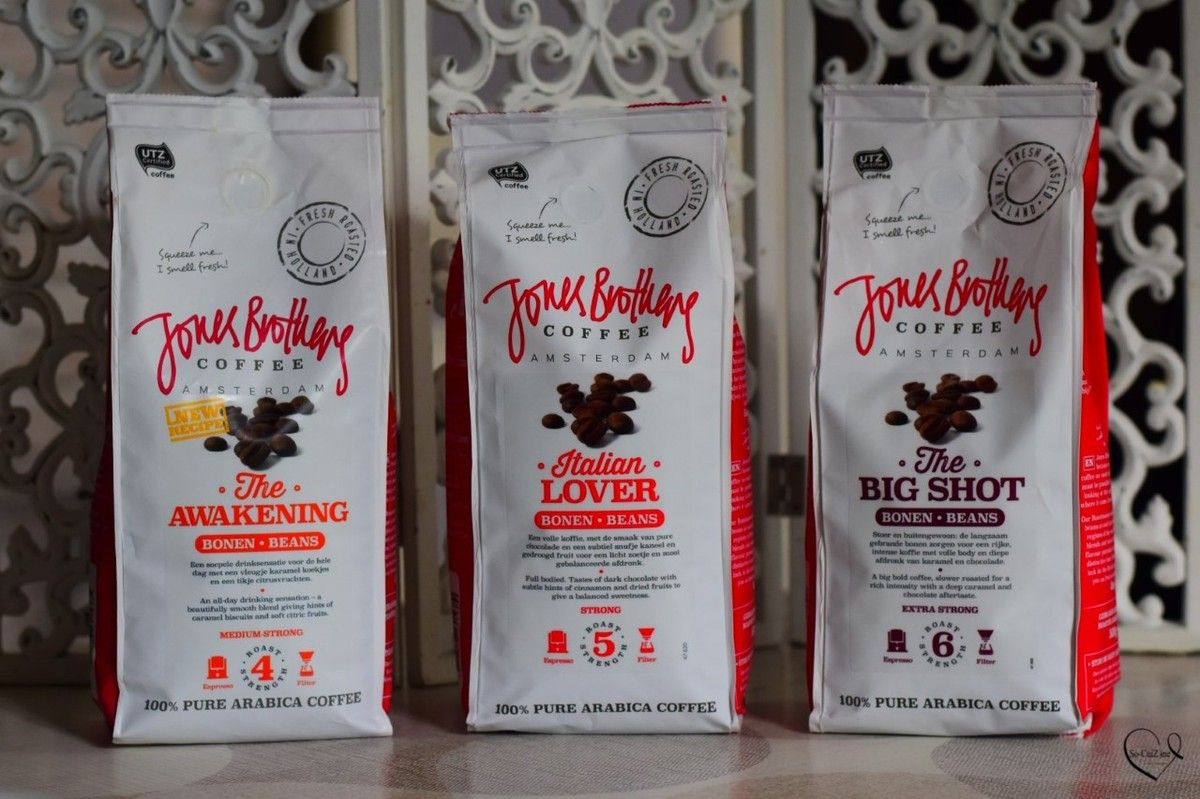 UTZ
Certified
coffee
Squeeze me...
I smell fresh!
FRESH ROASTED
IN HOLLAND
Jones Brothers
COFFEE
AMSTERDAM
NEW
RECIPE
The
AWAKENING
BONEN • BEANS
Een soepele drinksensatie voor de hele
dag met een vleugje karamel koekjes
en een tikje citrusvruchten.
An all-day drinking sensation – a
beautifully smooth blend giving hints of
caramel biscuits and soft citric fruits.
MEDIUM-STRONG
Espresso
ROAST
4
STRENGTH
Filter
100% PURE ARABICA COFFEE
UTZ
Certified
coffee
Squeeze me...
I smell fresh!
FRESH ROASTED
IN HOLLAND
Jones Brothers
COFFEE
AMSTERDAM
Italian
LOVER
BONEN • BEANS
Een volle koffie, met de smaak van pure
chocolade en een subtiel snufje kaneel en
gedroogd fruit voor een licht zoetje en mooi
gebalanceerde afdronk.
Full bodied. Tastes of dark chocolate with
subtle hints of cinnamon and dried fruits to
give a balanced sweetness.
STRONG
Espresso
ROAST
5
STRENGTH
Filter
100% PURE ARABICA COFFEE
UTZ
Certified
coffee
Squeeze me...
I smell fresh!
FRESH ROASTED
IN HOLLAND
Jones Brothers
COFFEE
AMSTERDAM
The
BIG SHOT
BONEN • BEANS
Stoer en buitengewoon: de langzaam
gebrande bonen zorgen voor een rijke,
intense koffie met volle body en diepe
afdronk van karamel en chocolade.
A big bold coffee, slower roasted for a
rich intensity with a deep caramel and
chocolate aftertaste.
EXTRA STRONG
Espresso
ROAST
6
STRENGTH
Filter
100% PURE ARABICA COFFEE
EN
So-CuiZine